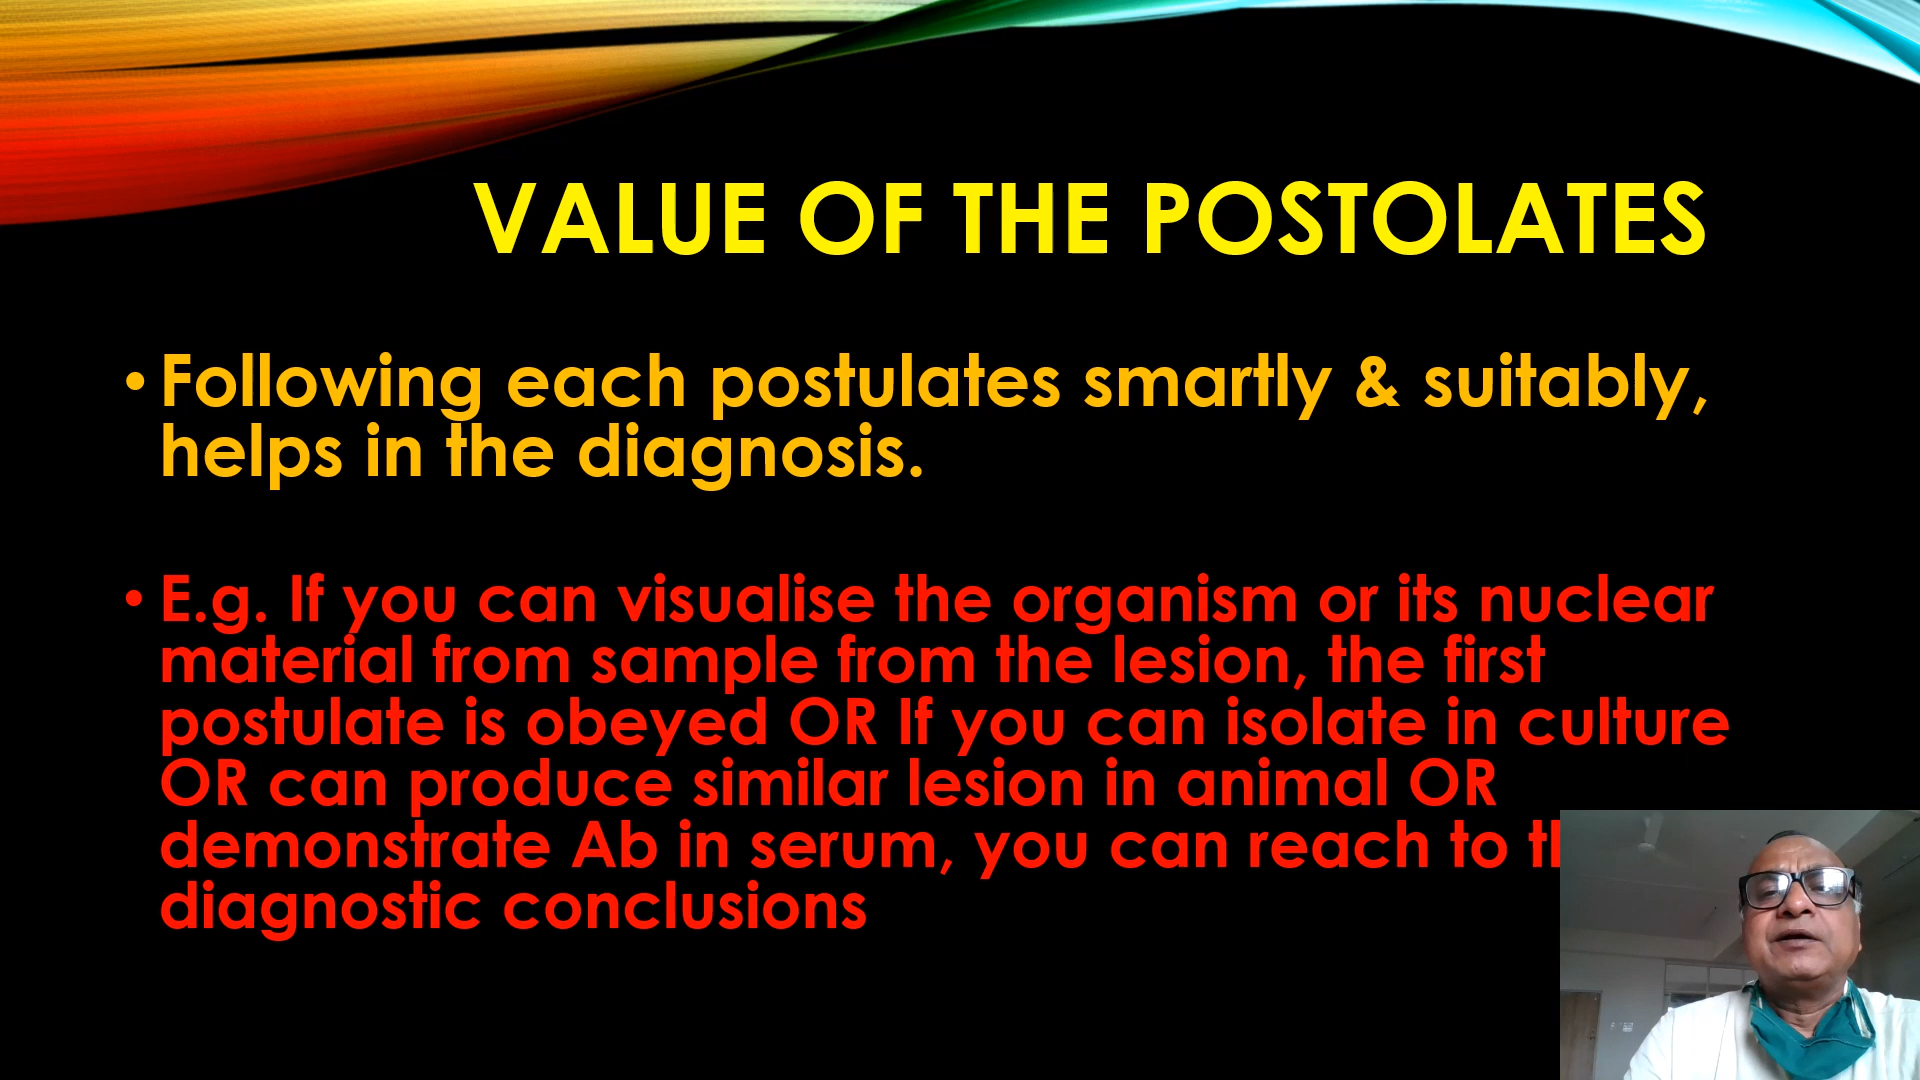 VALUE OF THE POSTOLATES
• Following each postulates smartly & suitably,
helps in the diagnosis.
• E.g. If you can visualise the organism or its nuclear
material from sample from the lesion, the first
postulate is obeyed OR If you can isolate in culture
OR can produce similar lesion in animal OR
demonstrate Ab in serum, you can reach to
diagnostic conclusions